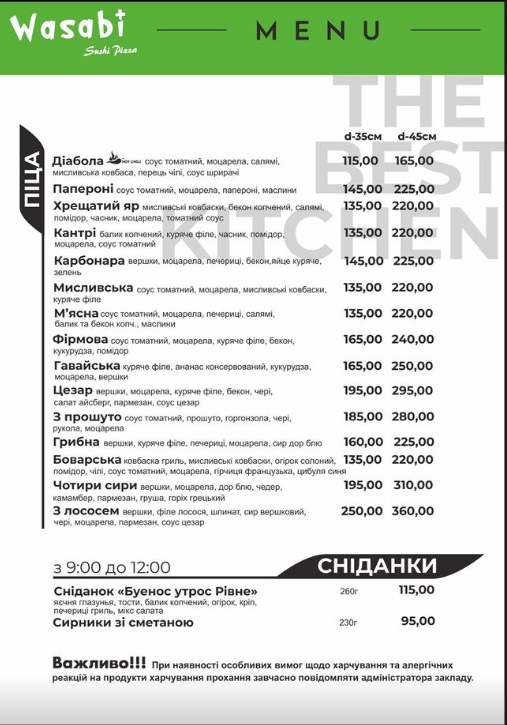 Wasabi
Sushi Pizza
MENU
THE
BEST
KITCHEN
d-35см d-45см
ПІЦА
Діабола HOT CHILLI соус томатний, моцарела, салямі, 115,00 165,00
мисливська ковбаса, перець чілі, соус шрирачі
Папероні соус томатний, моцарела, папероні, маслини 145,00 225,00
Хрещатий яр мисливські ковбаски, бекон копчений, салямі, 135,00 220,00
помідор, часник, моцарела, томатний соус
Кантрі балик копчений, куряче філе, часник, помідор, 135,00 220,00
моцарела, соус томатний
Карбонара вершки, моцарела, печериці, бекон,яйце куряче, 145,00 225,00
зелень
Мисливська соус томатний, моцарела, мисливські ковбаски, 135,00 220,00
куряче філе
М’ясна соус томатний, моцарела, печериці, салямі, 135,00 220,00
балик та бекон копч., маслини
Фірмова соус томатний, моцарела, куряче філе, бекон, 165,00 240,00
кукурудза, помідор
Гавайська куряче філе, ананас консервований, кукурудза, 165,00 250,00
моцарела, вершки
Цезар вершки, моцарела, куряче філе, бекон, чері, 195,00 295,00
салат айсберг, пармезан, соус цезар
З прошуто соус томатний, прошуто, горгонзола, чері, 185,00 280,00
рукола, моцарела
Грибна вершки, куряче філе, печериці, моцарела, сир дор блю 160,00 225,00
Боварська ковбаска гриль, мисливські ковбаски, огірок солоний, 135,00 220,00
помідор, чілі, соус томатний, моцарела, гірчиця французька, цибуля синя
Чотири сири вершки, моцарела, дор блю, чедер, 195,00 310,00
камамбер, пармезан, груша, горіх грецький
З лососем вершки, філе лосося, шпинат, сир вершковий, 250,00 360,00
чері, моцарела, пармезан, соус цезар
з 9:00 до 12:00 СНІДАНКИ
Сніданок «Буенос утрос Рівне» 260г 115,00
яєчня глазунья, тости, балик копчений, огірок, кріп,
печериці гриль, мікс салата
Сирники зі сметаною 230г 95,00
Важливо!!! При наявності особливих вимог щодо харчування та алергічних
реакцій на продукти харчування прохання завчасно повідомляти адміністратора закладу.